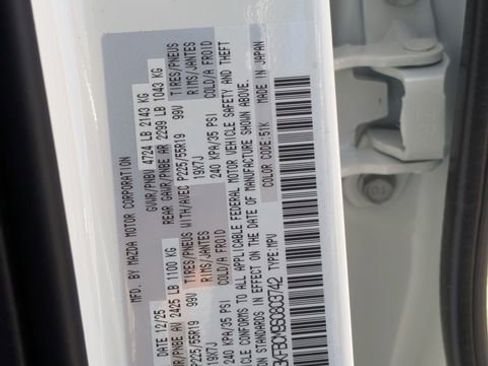 MFD. BY MAZDA MOTOR CORPORATION
DATE 12/25 GVWR/PNBV 4724 LB 2143 KG
GAWR/PNBE AV 2425 LB 1100 KG REAR GAWR/PNBE AR 2299 LB 1043 KG
P225/55R19 99V TIRES/PNEUS WITH/AVEC P225/55R19 99V TIRES/PNEUS
19X7J RIMS/JANTES 19X7J RIMS/JANTES
240 KPA/35 PSI COLD/A FROID 240 KPA/35 PSI COLD/A FROID
CONFORMS TO ALL APPLICABLE FEDERAL MOTOR VEHICLE SAFETY AND THEFT
STANDARDS IN EFFECT ON THE DATE OF MANUFACTURE SHOWN ABOVE.
TYPE:MPV COLOR CODE:51K MADE IN JAPAN